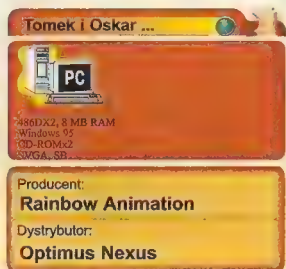 Tomek i Oskar ...
PC
486DX2, 8 MB RAM
Windows 95
CD-ROMx2
SVGA, SB
Producent:
Rainbow Animation
Dystrybutor:
Optimus Nexus